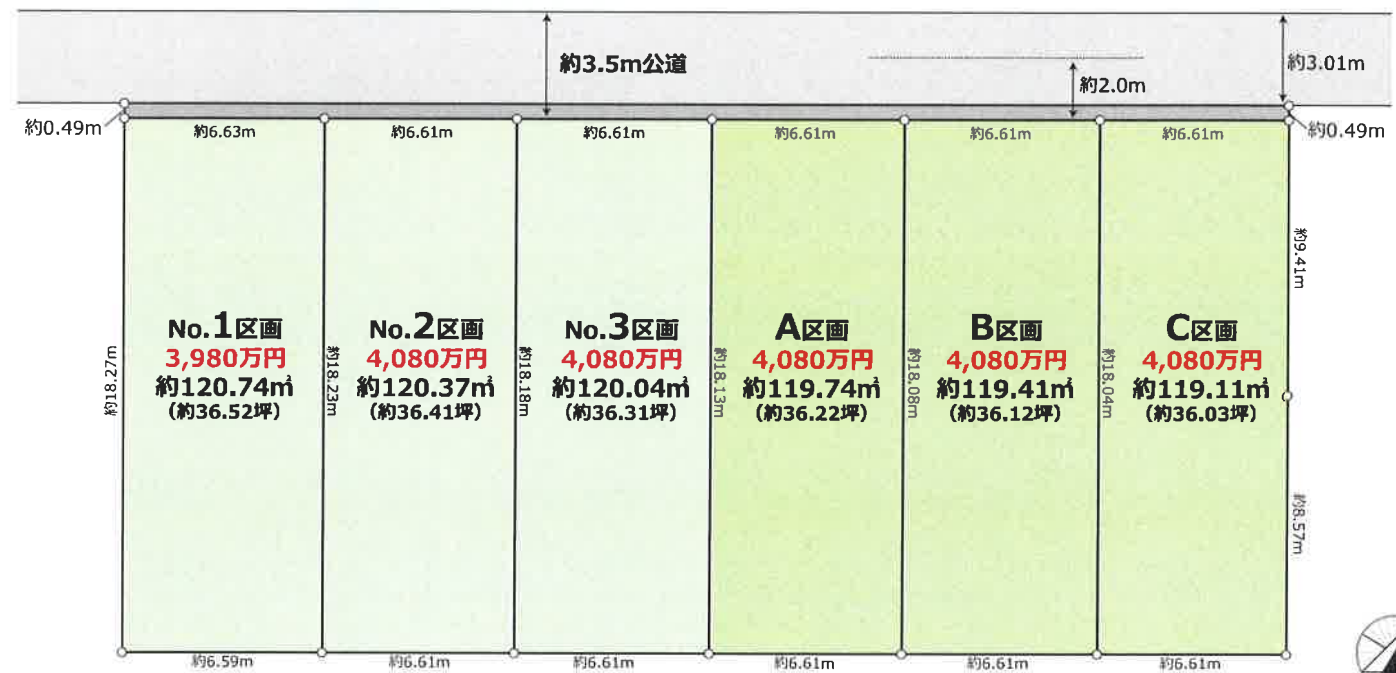 約3.5m公道
約3.01m
約2.0m
約0.49m
約0.49m
約6.63m
約6.61m
約6.61m
約6.61m
約6.61m
約6.61m
約9.41m
No.1区画
3,980万円
約120.74㎡
(約36.52坪)
No.2区画
4,080万円
約120.37㎡
(約36.41坪)
No.3区画
4,080万円
約120.04㎡
(約36.31坪)
A区画
4,080万円
約119.74㎡
(約36.22坪)
B区画
4,080万円
約119.41㎡
(約36.12坪)
C区画
4,080万円
約119.11㎡
(約36.03坪)
約18.27m
約18.23m
約18.18m
約18.13m
約18.08m
約18.04m
約8.57m
約6.59m
約6.61m
約6.61m
約6.61m
約6.61m
約6.61m